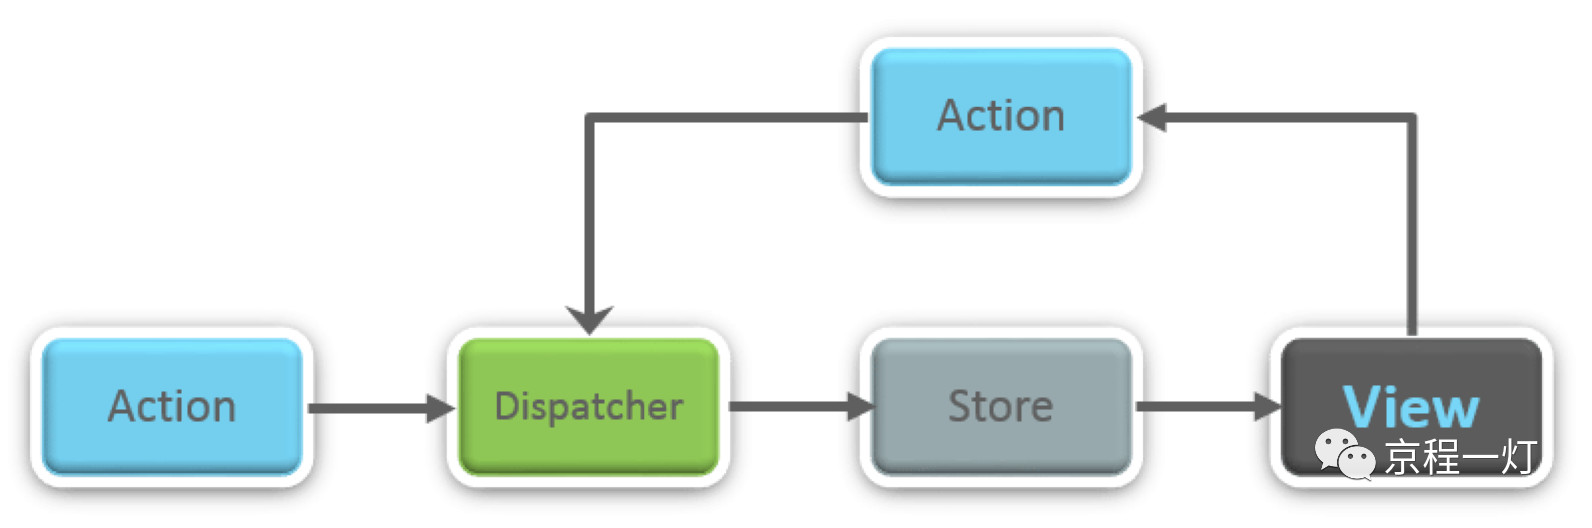 Action
Action
Dispatcher
Store
View
京程一灯